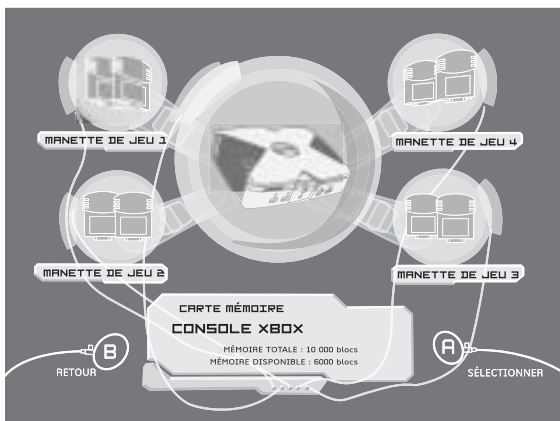 MANETTE DE JEU 1
MANETTE DE JEU 4
MANETTE DE JEU 2
MANETTE DE JEU 3
CARTE MÉMOIRE
CONSOLE XBOX
MÉMOIRE TOTALE : 10 000 blocs
MÉMOIRE DISPONIBLE : 6000 blocs
B
RETOUR
A
SÉLECTIONNER